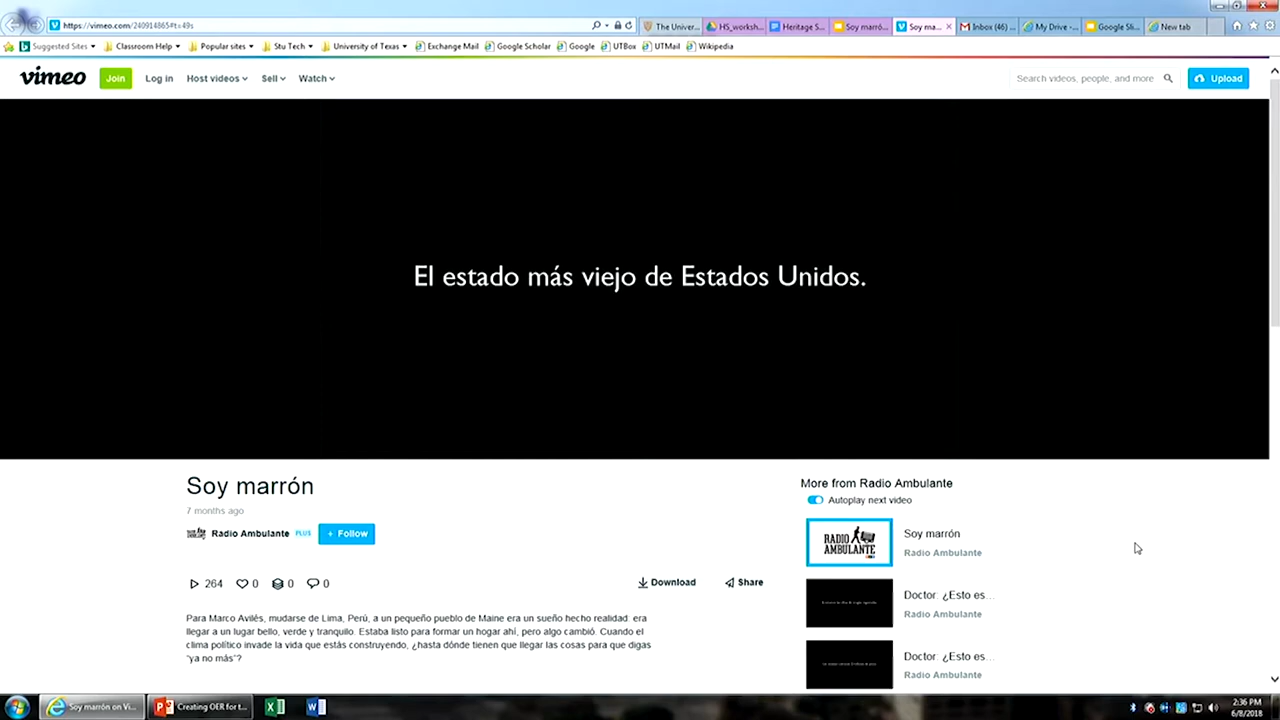 https://vimeo.com/240914865#t=49s
The Univer...
HS_worksh...
Heritage S...
Soy marró...
Soy ma...
Inbox (46) ...
My Drive -...
Google Sli...
New tab
Suggested Sites
Classroom Help
Popular sites
Stu Tech
University of Texas
Exchange Mail
Google Scholar
Google
UTBox
UTMail
Wikipedia
vimeo
Join
Log in
Host videos
Sell
Watch
Search videos, people, and more
Upload
El estado más viejo de Estados Unidos.
Soy marrón
7 months ago
Radio Ambulante PLUS
+ Follow
264
0
0
0
Download
Share
Para Marco Avilés, mudarse de Lima, Perú, a un pequeño pueblo de Maine era un sueño hecho realidad: era
llegar a un lugar bello, verde y tranquilo. Estaba listo para formar un hogar ahí, pero algo cambió. Cuando el
clima político invade la vida que estás construyendo, ¿hasta dónde tienen que llegar las cosas para que digas
"ya no más"?
More from Radio Ambulante
Autoplay next video
RADIO
AMBULANTE
Soy marrón
Radio Ambulante
Doctor: ¿Esto es...
Radio Ambulante
Doctor: ¿Esto es...
Radio Ambulante
Soy marrón on Vi...
Creating OER for t...
2:36 PM
6/8/2018